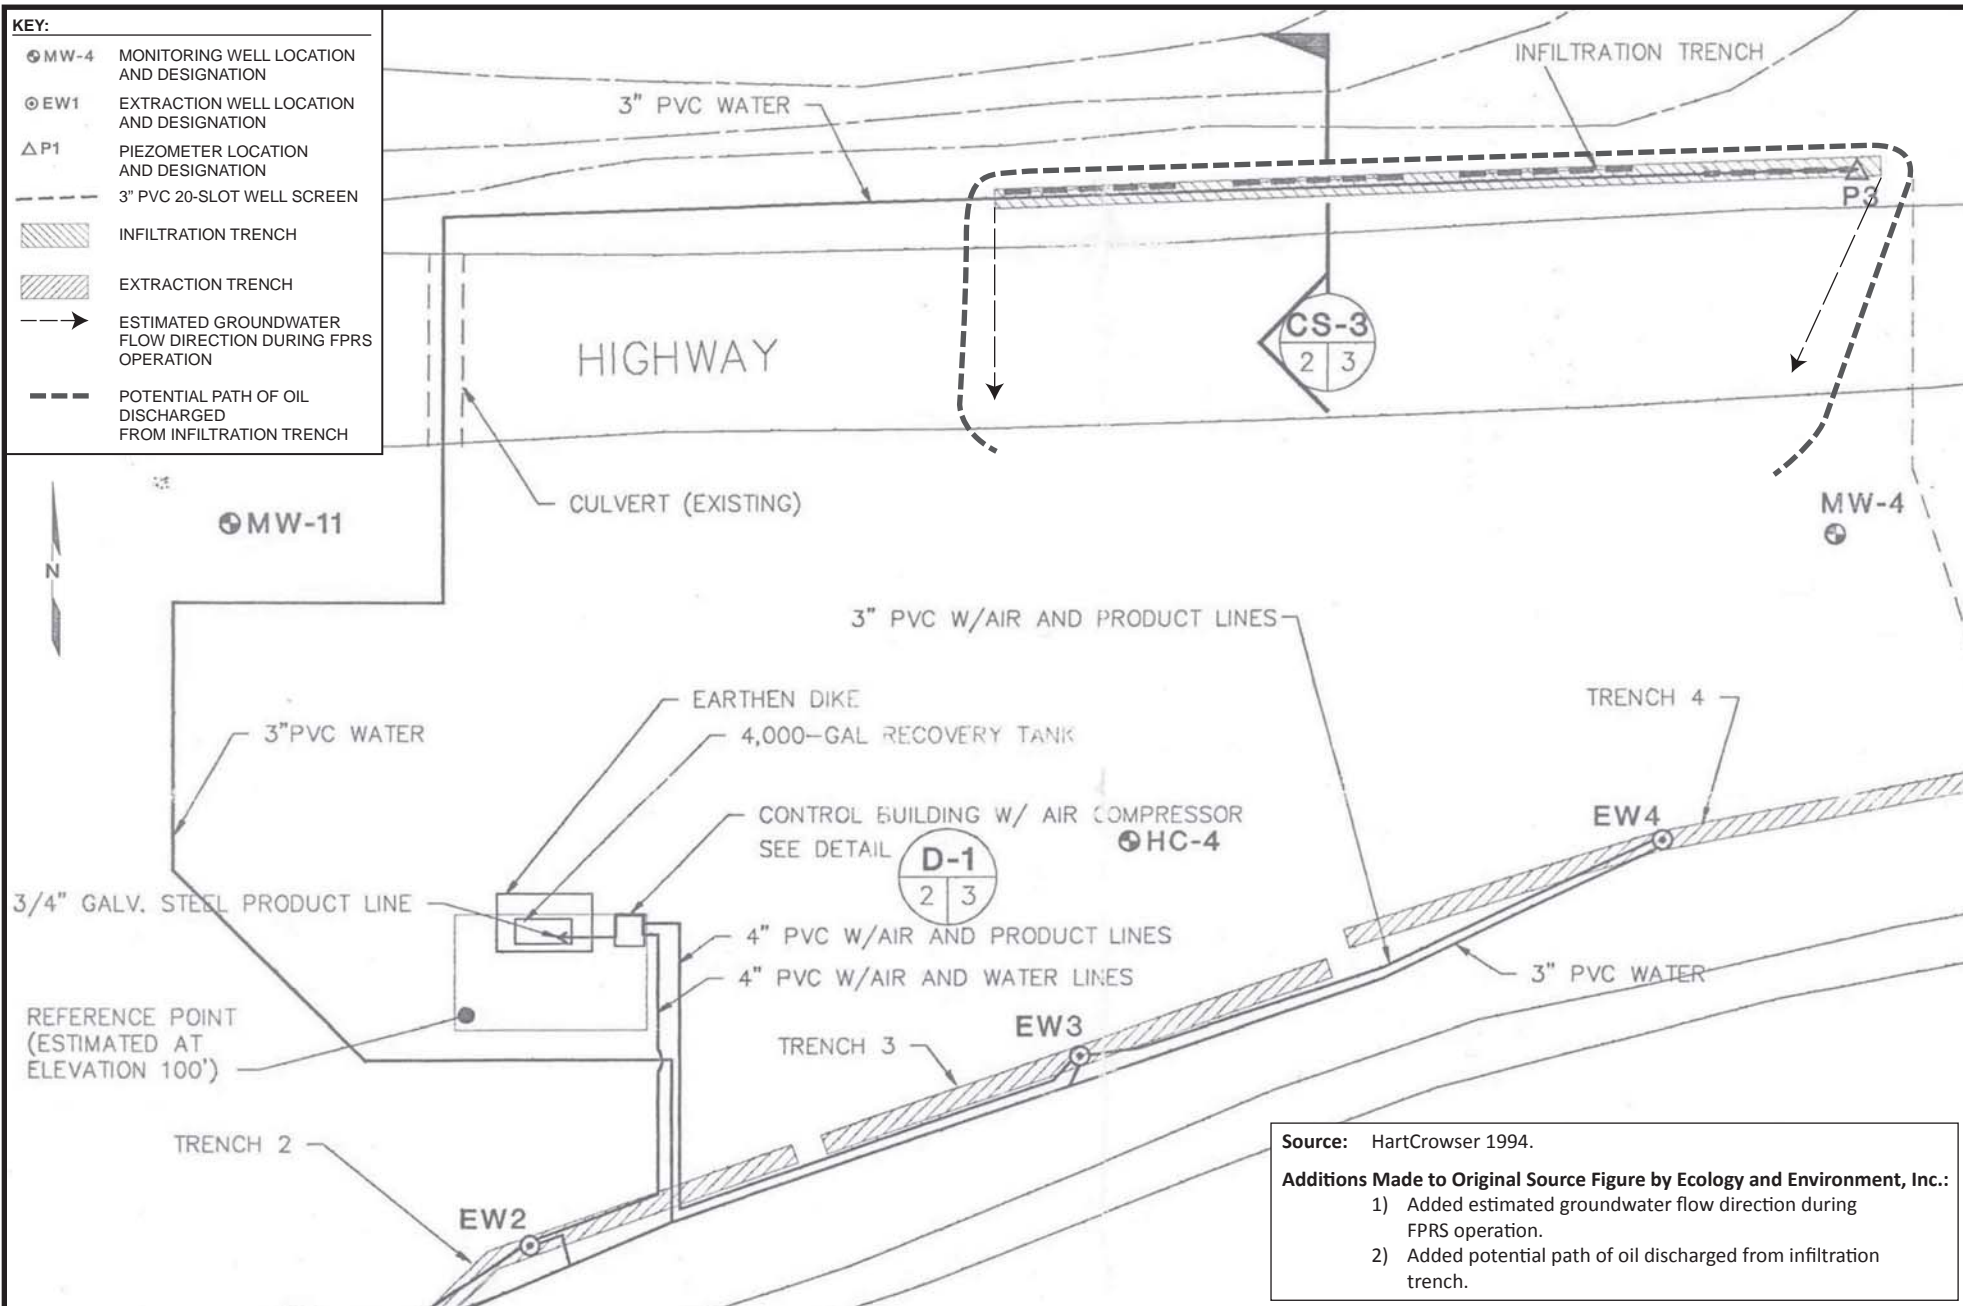 KEY:
MW-4 MONITORING WELL LOCATION
AND DESIGNATION
EW1 EXTRACTION WELL LOCATION
AND DESIGNATION
P1 PIEZOMETER LOCATION
AND DESIGNATION
3" PVC 20-SLOT WELL SCREEN
INFILTRATION TRENCH
EXTRACTION TRENCH
ESTIMATED GROUNDWATER
FLOW DIRECTION DURING FPRS
OPERATION
POTENTIAL PATH OF OIL
DISCHARGED
FROM INFILTRATION TRENCH
INFILTRATION TRENCH
3" PVC WATER
P3
CS-3
2 3
HIGHWAY
CULVERT (EXISTING)
MW-11
MW-4
N
3" PVC W/AIR AND PRODUCT LINES
EARTHEN DIKE
4,000-GAL RECOVERY TANK
TRENCH 4
3"PVC WATER
CONTROL BUILDING W/ AIR COMPRESSOR
SEE DETAIL
D-1
2 3
HC-4
EW4
3/4" GALV. STEEL PRODUCT LINE
4" PVC W/AIR AND PRODUCT LINES
4" PVC W/AIR AND WATER LINES
3" PVC WATER
REFERENCE POINT
(ESTIMATED AT
ELEVATION 100')
EW3
TRENCH 3
TRENCH 2
EW2
Source: HartCrowser 1994.
Additions Made to Original Source Figure by Ecology and Environment, Inc.:
1) Added estimated groundwater flow direction during
FPRS operation.
2) Added potential path of oil discharged from infiltration
trench.